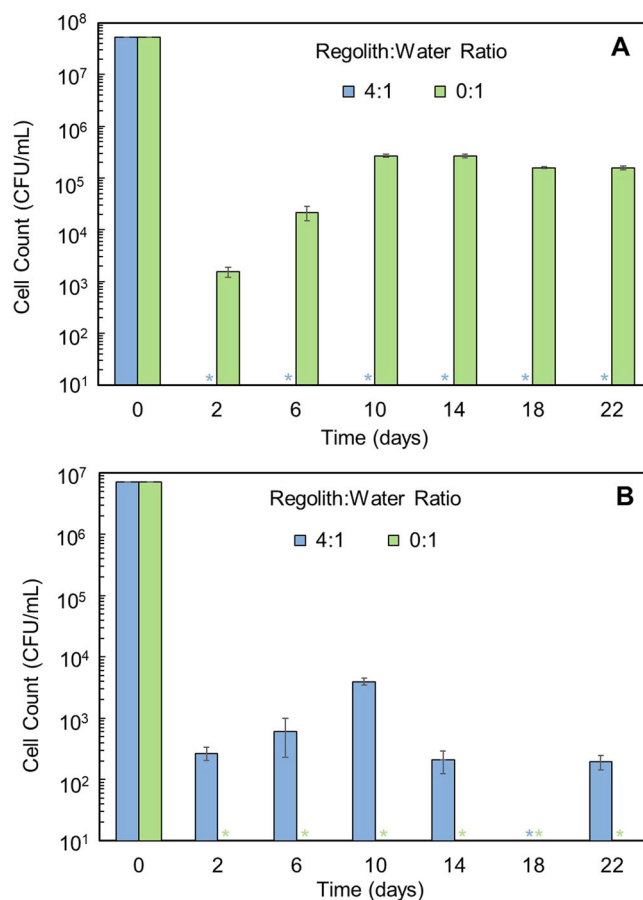 A
Regolith:Water Ratio
4:1 0:1
Cell Count (CFU/mL)
10⁸
10⁷
10⁶
10⁵
10⁴
10³
10²
10¹
* * * * * *
0 2 6 10 14 18 22
Time (days)
B
Regolith:Water Ratio
4:1 0:1
Cell Count (CFU/mL)
10⁷
10⁶
10⁵
10⁴
10³
10²
10¹
* * * * ** *
0 2 6 10 14 18 22
Time (days)